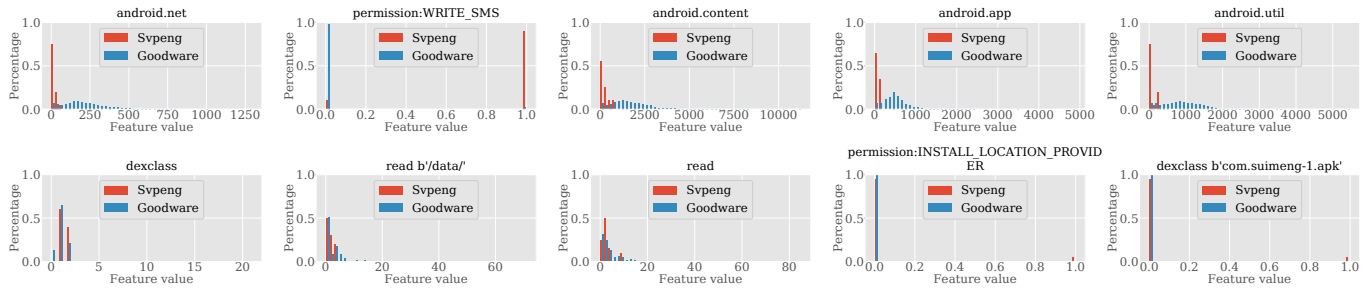 android.net
Percentage
1.0
0.5
0.0
Svpeng
Goodware
0 250 500 750 1000 1250
Feature value
permission:WRITE_SMS
Percentage
1.0
0.5
0.0
Svpeng
Goodware
0.0 0.2 0.4 0.6 0.8 1.0
Feature value
android.content
Percentage
1.0
0.5
0.0
Svpeng
Goodware
0 2500 5000 7500 10000
Feature value
android.app
Percentage
1.0
0.5
0.0
Svpeng
Goodware
0 1000 2000 3000 4000 5000
Feature value
android.util
Percentage
1.0
0.5
0.0
Svpeng
Goodware
0 1000 2000 3000 4000 5000
Feature value
dexclass
Percentage
1.0
0.5
0.0
Svpeng
Goodware
0 5 10 15 20
Feature value
read b'/data/'
Percentage
1.0
0.5
0.0
Svpeng
Goodware
0 20 40 60
Feature value
read
Percentage
1.0
0.5
0.0
Svpeng
Goodware
0 20 40 60 80
Feature value
permission:INSTALL_LOCATION_PROVID
ER
Percentage
1.0
0.5
0.0
Svpeng
Goodware
0.0 0.2 0.4 0.6 0.8 1.0
Feature value
dexclass b'com.suimeng-1.apk'
Percentage
1.0
0.5
0.0
Svpeng
Goodware
0.0 0.2 0.4 0.6 0.8 1.0
Feature value